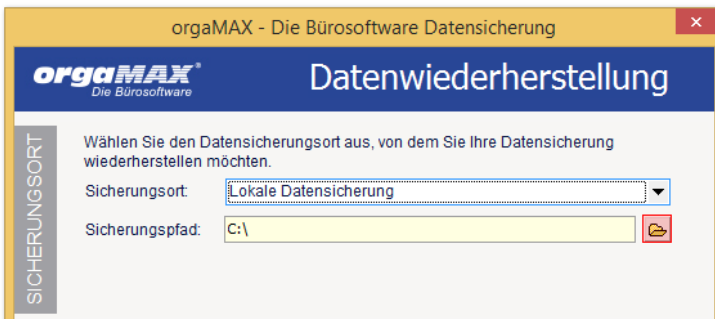 orgaMAX - Die Bürosoftware Datensicherung
orgaMAX®
Die Bürosoftware
Datenwiederherstellung
SICHERUNGSORT
Wählen Sie den Datensicherungsort aus, von dem Sie Ihre Datensicherung
wiederherstellen möchten.
Sicherungsort: Lokale Datensicherung
Sicherungspfad: C:\